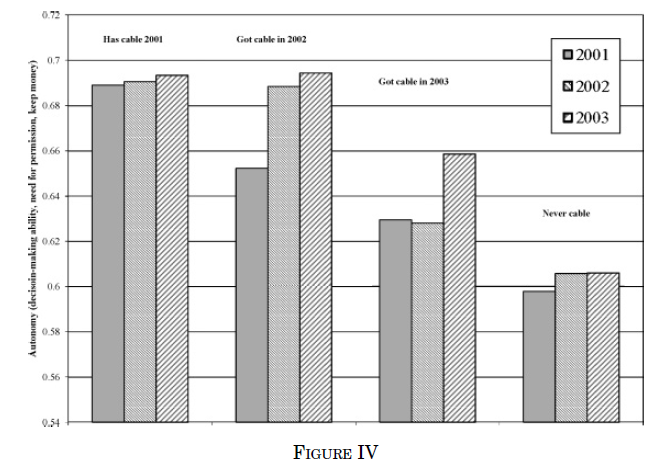 0.72
0.7
0.68
0.66
0.64
0.62
0.6
0.58
0.56
0.54
Autonomy (decisoin-making ability, need for permission, keep money)
Has cable 2001
Got cable in 2002
Got cable in 2003
Never cable
2001
2002
2003
FIGURE IV